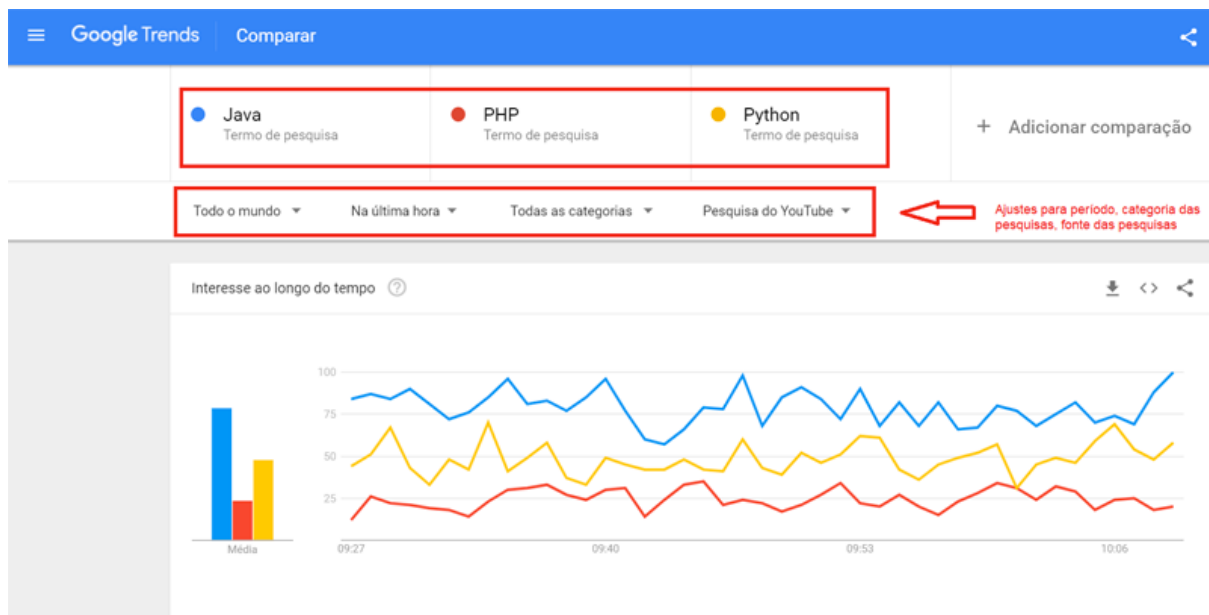 Google Trends Comparar
Java PHP Python
Termo de pesquisa Termo de pesquisa Termo de pesquisa
+ Adicionar comparação
Todo o mundo Na última hora Todas as categorias Pesquisa do YouTube
Ajustes para período, categoria das
pesquisas, fonte das pesquisas
Interesse ao longo do tempo ?
100
75
50
25
Média 09:27 09:40 09:53 10:06